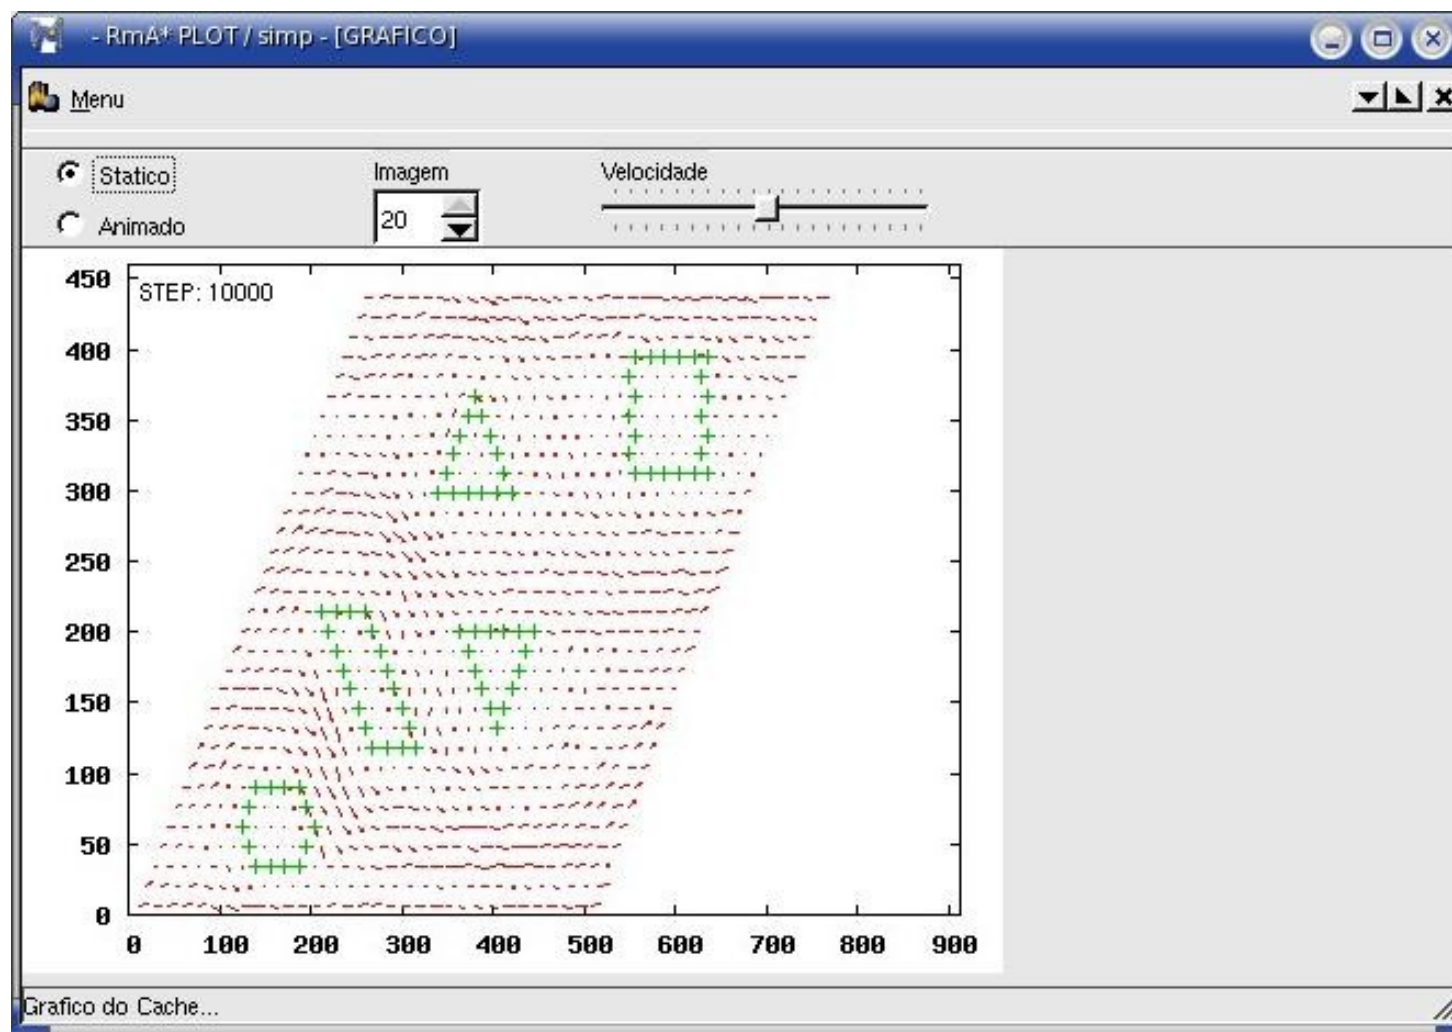 - RmA* PLOT / simp - [GRAFICO]
Menu
Statico
Animado
Imagem
20
Velocidade
STEP: 10000
450
400
350
300
250
200
150
100
50
0
0 100 200 300 400 500 600 700 800 900
Grafico do Cache...